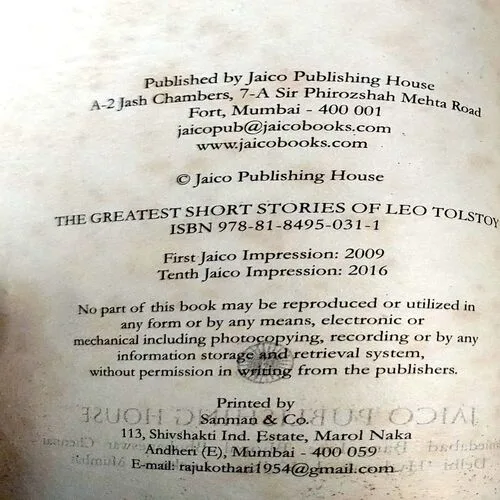 Published by Jaico Publishing House
A-2 Jash Chambers, 7-A Sir Phirozshah Mehta Road
Fort, Mumbai - 400 001
jaicopub@jaicobooks.com
www.jaicobooks.com
© Jaico Publishing House
THE GREATEST SHORT STORIES OF LEO TOLSTOY
ISBN 978-81-8495-031-1
First Jaico Impression: 2009
Tenth Jaico Impression: 2016
No part of this book may be reproduced or utilized in
any form or by any means, electronic or
mechanical including photocopying, recording or by any
information storage and retrieval system,
without permission in writing from the publishers.
Printed by
Sanman & Co.
113, Shivshakti Ind. Estate, Marol Naka
Andheri (E), Mumbai - 400 059
E-mail: rajukothari1954@gmail.com
JAICO PUBLISHING HOUSE